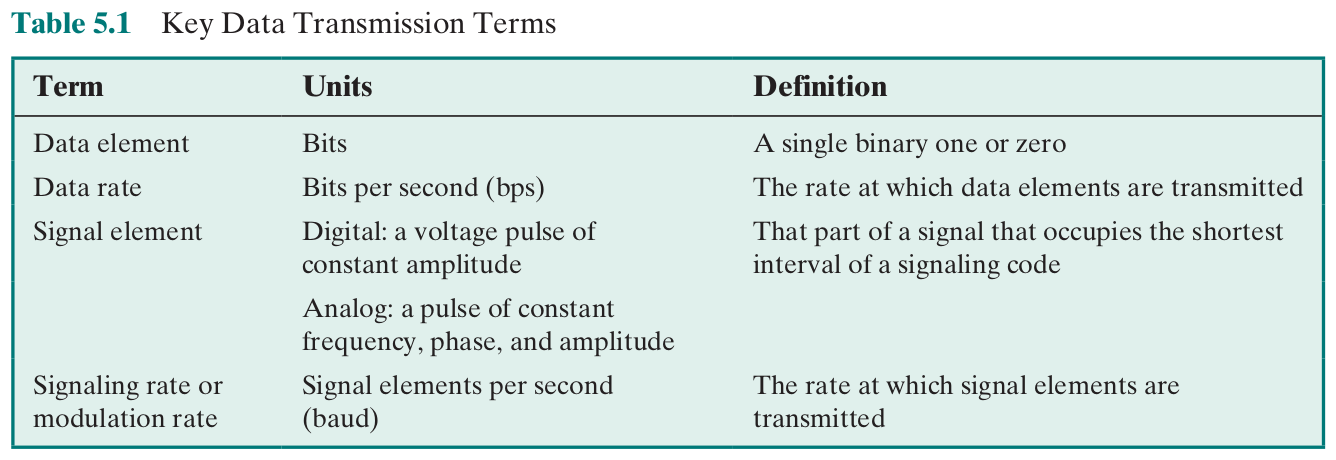 Table 5.1 Key Data Transmission Terms
Term Units Definition
Data element Bits A single binary one or zero
Data rate Bits per second (bps) The rate at which data elements are transmitted
Signal element Digital: a voltage pulse of That part of a signal that occupies the shortest
constant amplitude interval of a signaling code
Analog: a pulse of constant
frequency, phase, and amplitude
Signaling rate or Signal elements per second The rate at which signal elements are
modulation rate (baud) transmitted